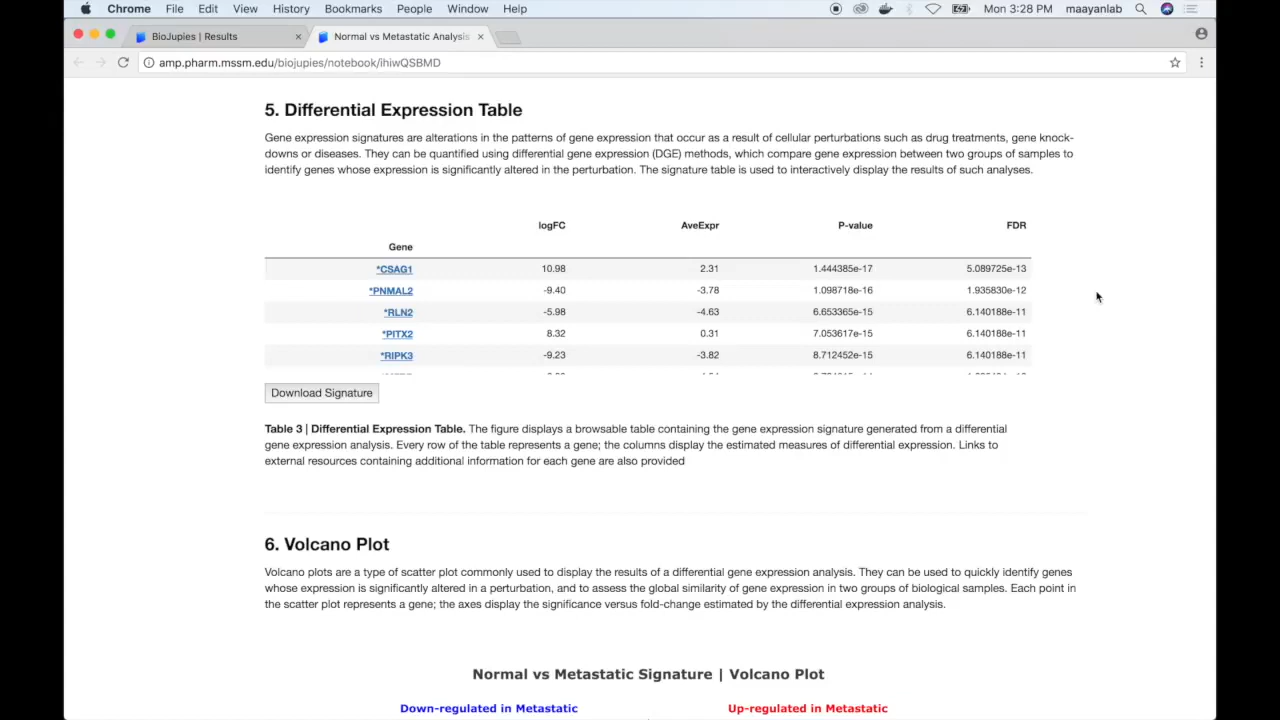 Chrome File Edit View History Bookmarks People Window Help Mon 3:28 PM maayanlab
BioJupies | Results × Normal vs Metastatic Analysis ×
amp.pharm.mssm.edu/biojupies/notebook/ihiwQSBMD
5. Differential Expression Table
Gene expression signatures are alterations in the patterns of gene expression that occur as a result of cellular perturbations such as drug treatments, gene knock-
downs or diseases. They can be quantified using differential gene expression (DGE) methods, which compare gene expression between two groups of samples to
identify genes whose expression is significantly altered in the perturbation. The signature table is used to interactively display the results of such analyses.
logFC AveExpr P-value FDR
Gene
*CSAG1 10.98 2.31 1.444385e-17 5.089725e-13
*PNMAL2 -9.40 -3.78 1.098718e-16 1.935830e-12
*RLN2 -5.98 -4.63 6.653365e-15 6.140188e-11
*PITX2 8.32 0.31 7.053617e-15 6.140188e-11
*RIPK3 -9.23 -3.82 8.712452e-15 6.140188e-11
Download Signature
Table 3 | Differential Expression Table. The figure displays a browsable table containing the gene expression signature generated from a differential
gene expression analysis. Every row of the table represents a gene; the columns display the estimated measures of differential expression. Links to
external resources containing additional information for each gene are also provided
6. Volcano Plot
Volcano plots are a type of scatter plot commonly used to display the results of a differential gene expression analysis. They can be used to quickly identify genes
whose expression is significantly altered in a perturbation, and to assess the global similarity of gene expression in two groups of biological samples. Each point in
the scatter plot represents a gene; the axes display the significance versus fold-change estimated by the differential expression analysis.
Normal vs Metastatic Signature | Volcano Plot
Down-regulated in Metastatic Up-regulated in Metastatic